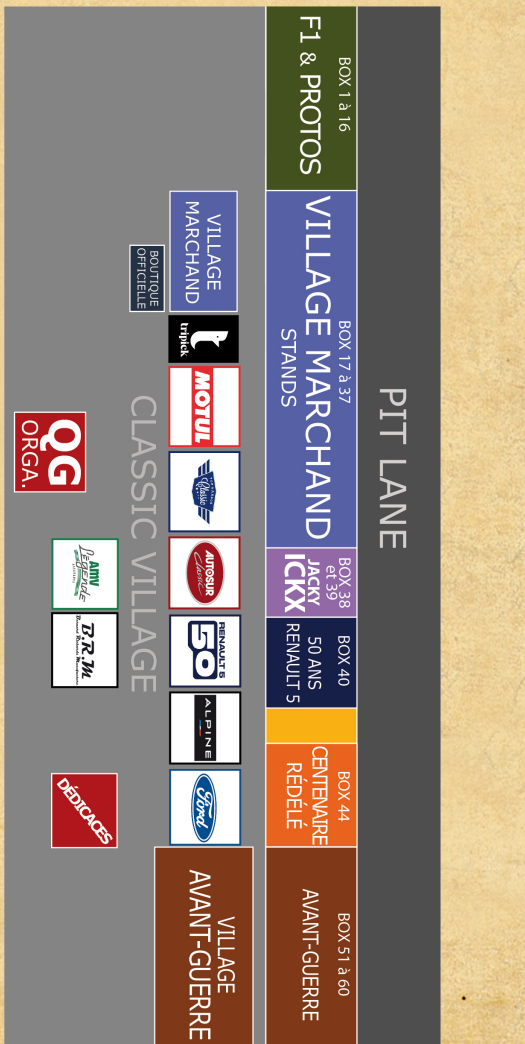 PIT LANE
BOX 1 à 16
F1 & PROTOS
BOX 17 à 37
VILLAGE MARCHAND
STANDS
BOX 38
et 39
JACKY
ICKX
BOX 40
50 ANS
RENAULT 5
BOX 44
CENTENAIRE
RÉDÉLÉ
BOX 51 à 60
AVANT-GUERRE
VILLAGE
MARCHAND
BOUTIQUE
OFFICIELLE
tripick
MOTUL
Classic
AUTOSUR
Classic
RENAULT 5
50
ALPINE
Ford
VILLAGE
AVANT-GUERRE
CLASSIC VILLAGE
QG
ORGA.
AMV
Légende
B.R.M
DÉDICACES